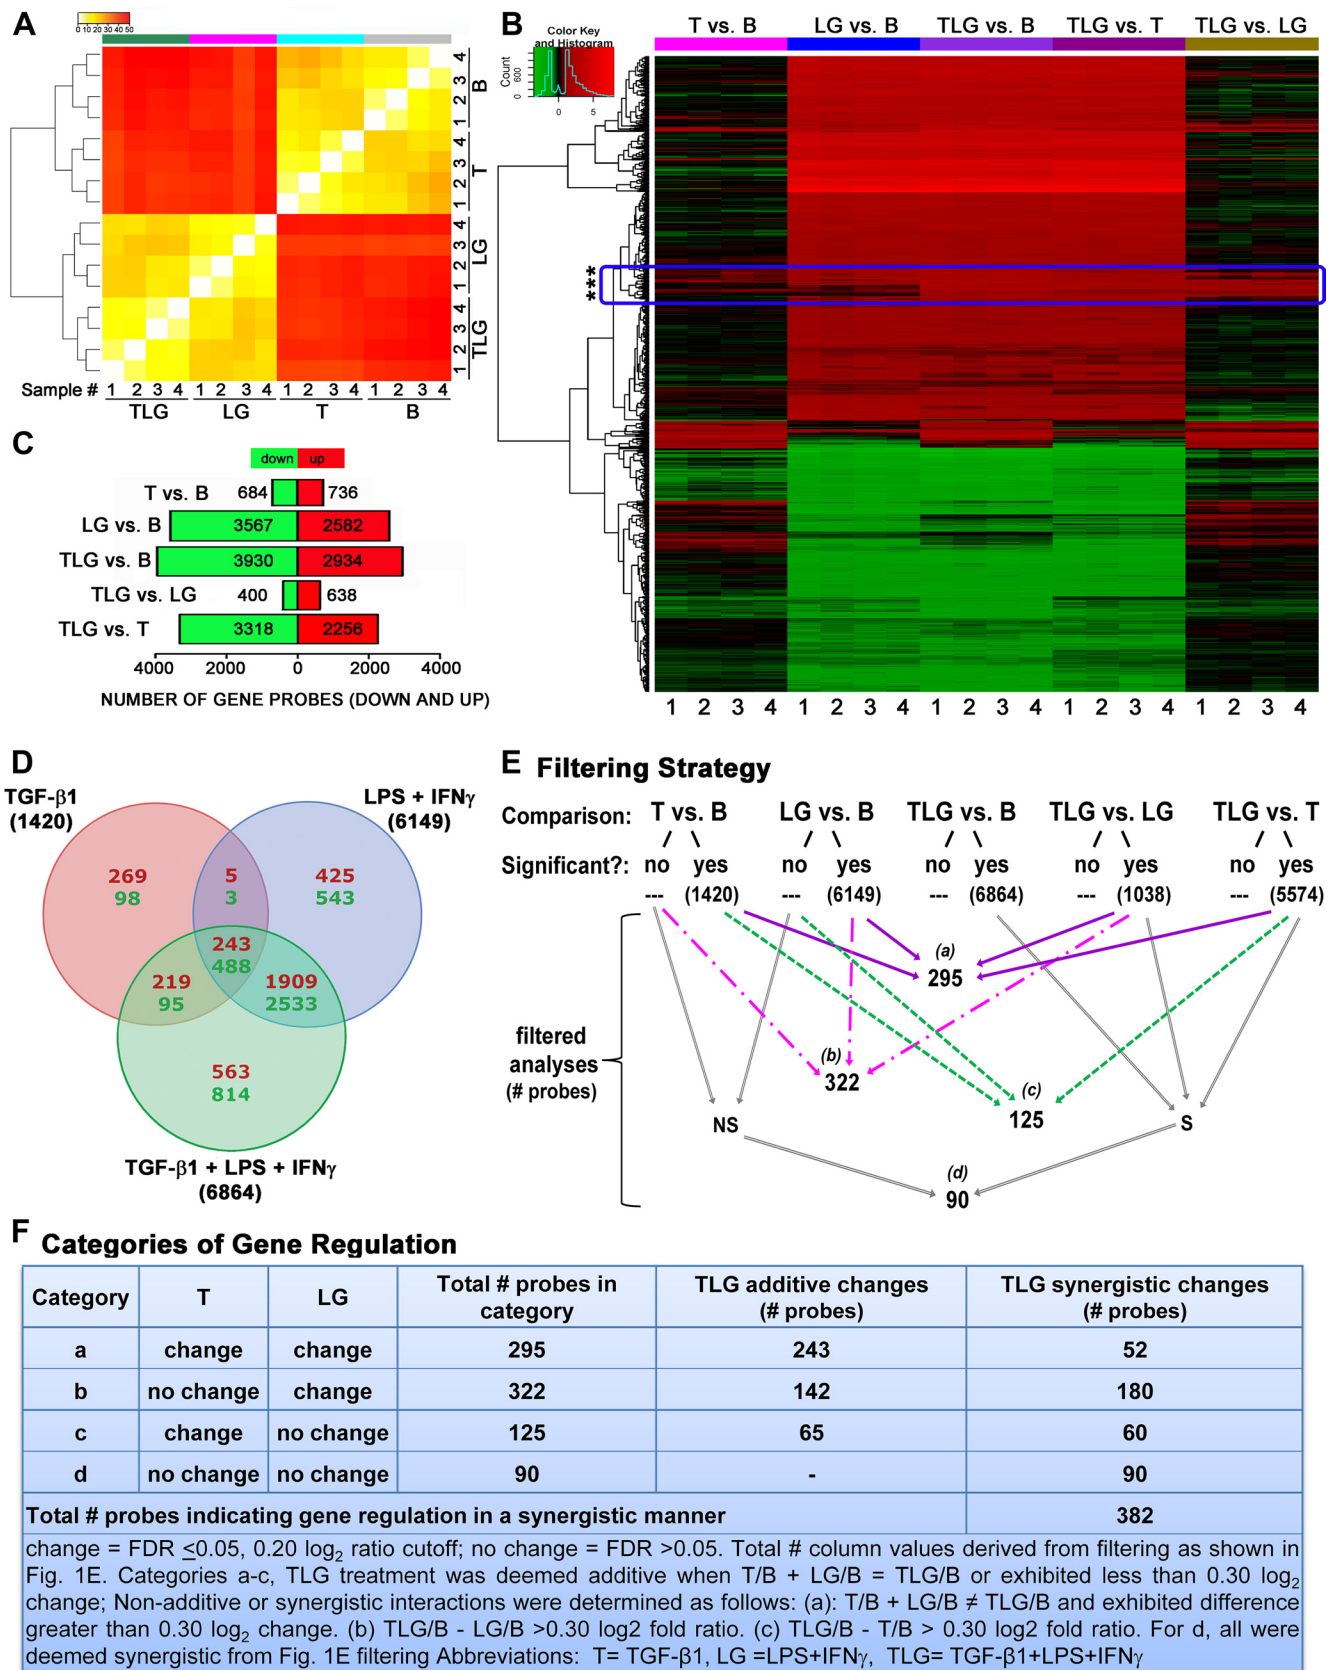 A
0 10 20 30 40 50
4
3
2
1
B
4
3
2
1
T
4
3
2
1
LG
4
3
2
1
TLG
Sample # 1 2 3 4 1 2 3 4 1 2 3 4 1 2 3 4
TLG LG T B
B
T vs. B LG vs. B TLG vs. B TLG vs. T TLG vs. LG
Color Key
and Histogram
Count
0 600
0 5
***
1 2 3 4 1 2 3 4 1 2 3 4 1 2 3 4 1 2 3 4
C
down up
T vs. B 684 736
LG vs. B 3567 2582
TLG vs. B 3930 2934
TLG vs. LG 400 638
TLG vs. T 3318 2256
4000 2000 0 2000 4000
NUMBER OF GENE PROBES (DOWN AND UP)
D
TGF-β1
(1420)
LPS + IFNγ
(6149)
269
98
5
3
425
543
243
488
219
95
1909
2533
563
814
TGF-β1 + LPS + IFNγ
(6864)
E Filtering Strategy
Comparison: T vs. B LG vs. B TLG vs. B TLG vs. LG TLG vs. T
Significant?: no yes no yes no yes no yes no yes
--- (1420) --- (6149) --- (6864) --- (1038) --- (5574)
filtered
analyses
(# probes)
(a)
295
(b)
322
(c)
125
NS
S
(d)
90
F Categories of Gene Regulation
Category T LG Total # probes in category TLG additive changes (# probes) TLG synergistic changes (# probes)
a change change 295 243 52
b no change change 322 142 180
c change no change 125 65 60
d no change no change 90 - 90
Total # probes indicating gene regulation in a synergistic manner 382
change = FDR ≤0.05, 0.20 log2 ratio cutoff; no change = FDR >0.05. Total # column values derived from filtering as shown in
Fig. 1E. Categories a-c, TLG treatment was deemed additive when T/B + LG/B = TLG/B or exhibited less than 0.30 log2
change; Non-additive or synergistic interactions were determined as follows: (a): T/B + LG/B ≠ TLG/B and exhibited difference
greater than 0.30 log2 change. (b) TLG/B - LG/B >0.30 log2 fold ratio. (c) TLG/B - T/B > 0.30 log2 fold ratio. For d, all were
deemed synergistic from Fig. 1E filtering Abbreviations: T= TGF-β1, LG =LPS+IFNγ, TLG= TGF-β1+LPS+IFNγ